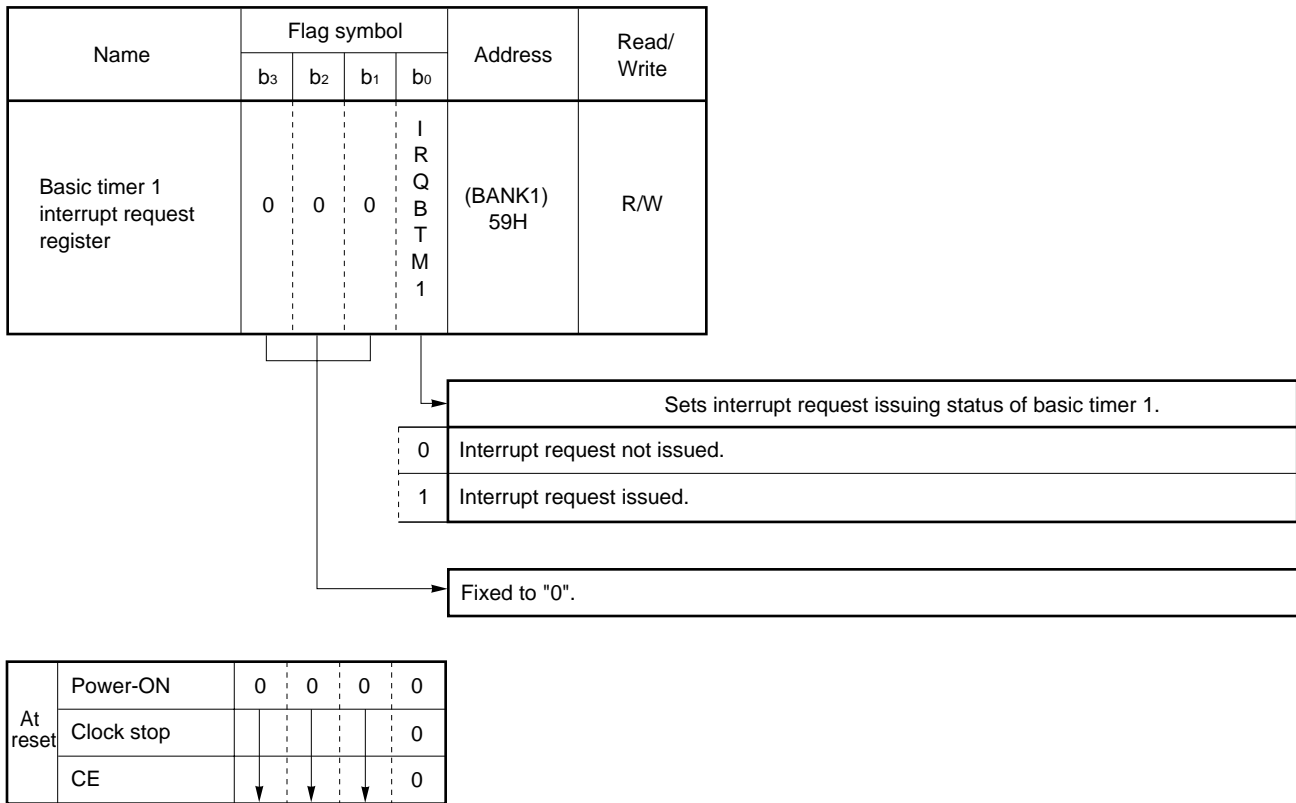 Name
Flag symbol
Address
Read/
Write
b3 b2 b1 b0
Basic timer 1
interrupt request
register
0 0 0
I
R
Q
B
T
M
1
(BANK1)
59H
R/W
Sets interrupt request issuing status of basic timer 1.
0 Interrupt request not issued.
1 Interrupt request issued.
Fixed to "0".
At
reset
Power-ON 0 0 0 0
Clock stop 0
CE 0